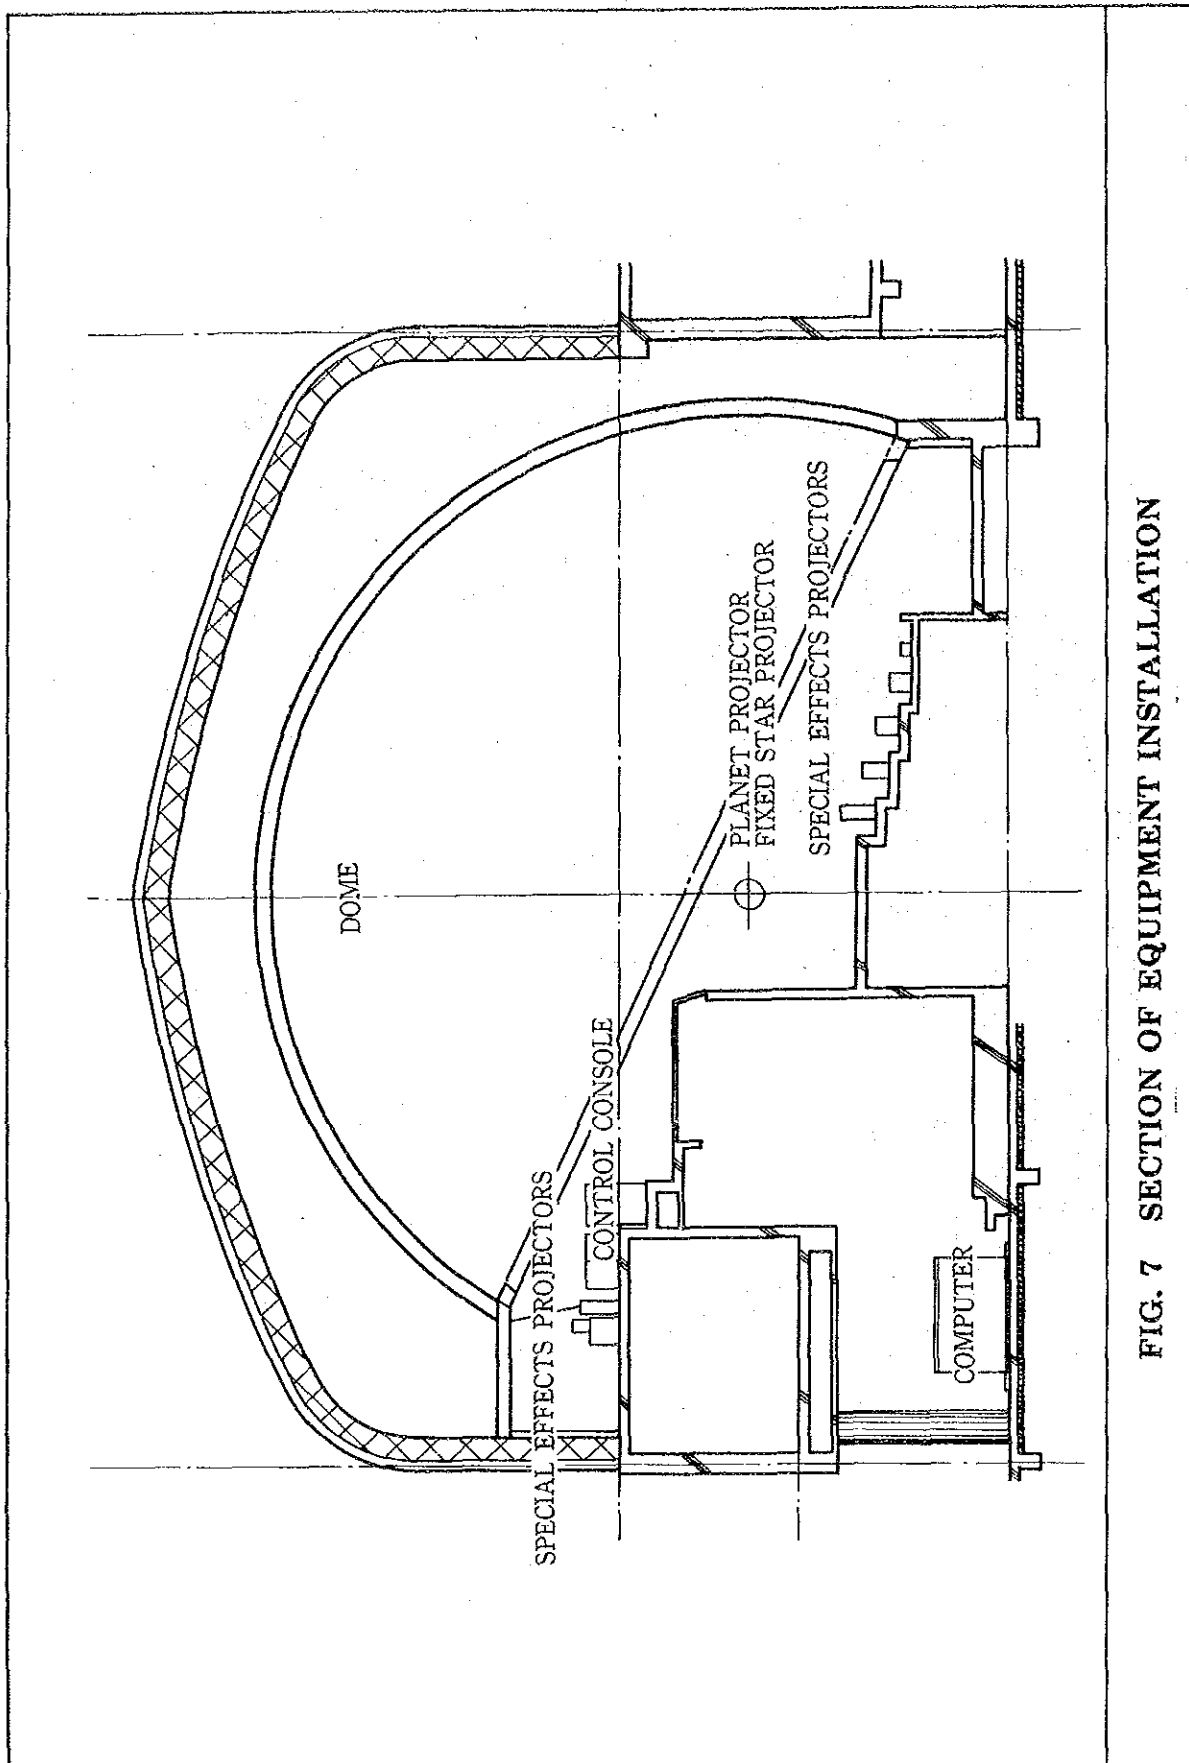 DOME
PLANET PROJECTOR
FIXED STAR PROJECTOR
SPECIAL EFFECTS PROJECTORS
SPECIAL EFFECTS PROJECTORS
CONTROL CONSOLE
COMPUTER
FIG. 7 SECTION OF EQUIPMENT INSTALLATION